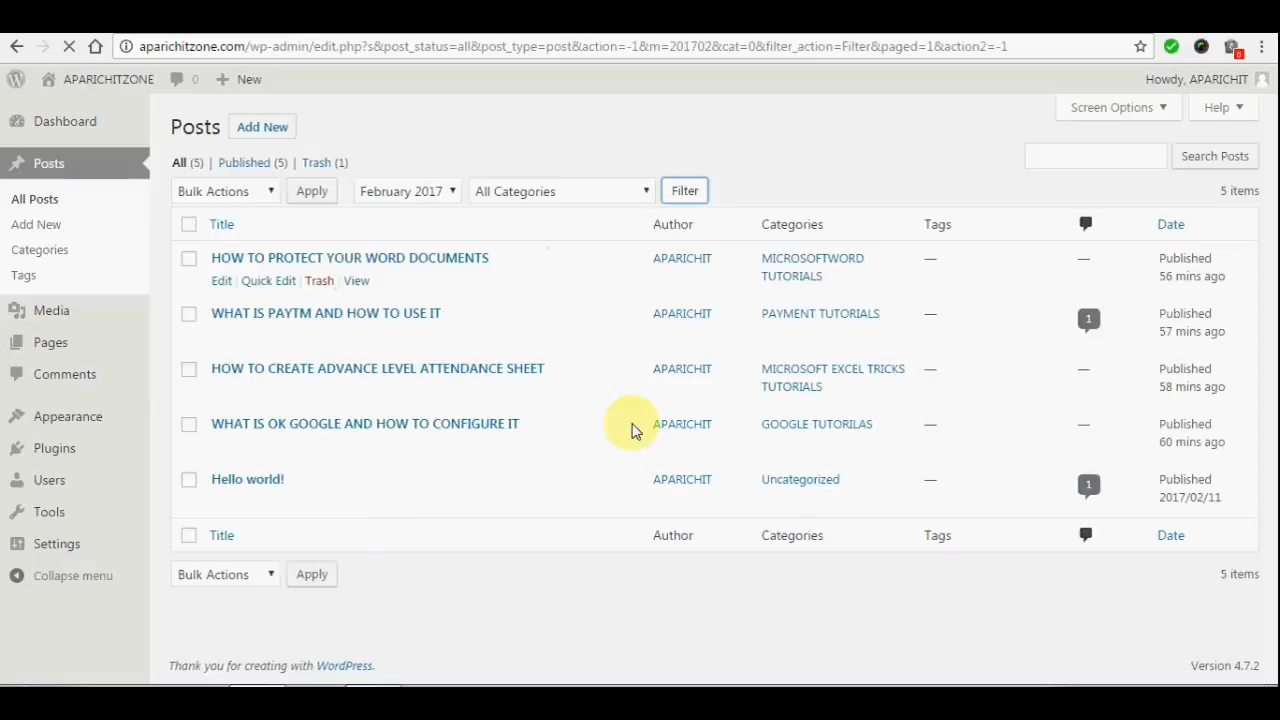 aparichitzone.com/wp-admin/edit.php?s&post_status=all&post_type=post&action=-1&m=201702&cat=0&filter_action=Filter&paged=1&action2=-1
0
APARICHITZONE 0 New Howdy, APARICHIT
Screen Options Help
Dashboard
Posts
All Posts
Add New
Categories
Tags
Media
Pages
Comments
Appearance
Plugins
Users
Tools
Settings
Collapse menu
Posts Add New
All (5) | Published (5) | Trash (1)
Search Posts
Bulk Actions Apply February 2017 All Categories Filter 5 items
Title Author Categories Tags Date
HOW TO PROTECT YOUR WORD DOCUMENTS APARICHIT MICROSOFTWORD — — Published
Edit | Quick Edit | Trash | View TUTORIALS 56 mins ago
WHAT IS PAYTM AND HOW TO USE IT APARICHIT PAYMENT TUTORIALS — 1 Published
57 mins ago
HOW TO CREATE ADVANCE LEVEL ATTENDANCE SHEET APARICHIT MICROSOFT EXCEL TRICKS — — Published
TUTORIALS 58 mins ago
WHAT IS OK GOOGLE AND HOW TO CONFIGURE IT APARICHIT GOOGLE TUTORILAS — — Published
60 mins ago
Hello world! APARICHIT Uncategorized — 1 Published
2017/02/11
Title Author Categories Tags Date
Bulk Actions Apply 5 items
Thank you for creating with WordPress. Version 4.7.2